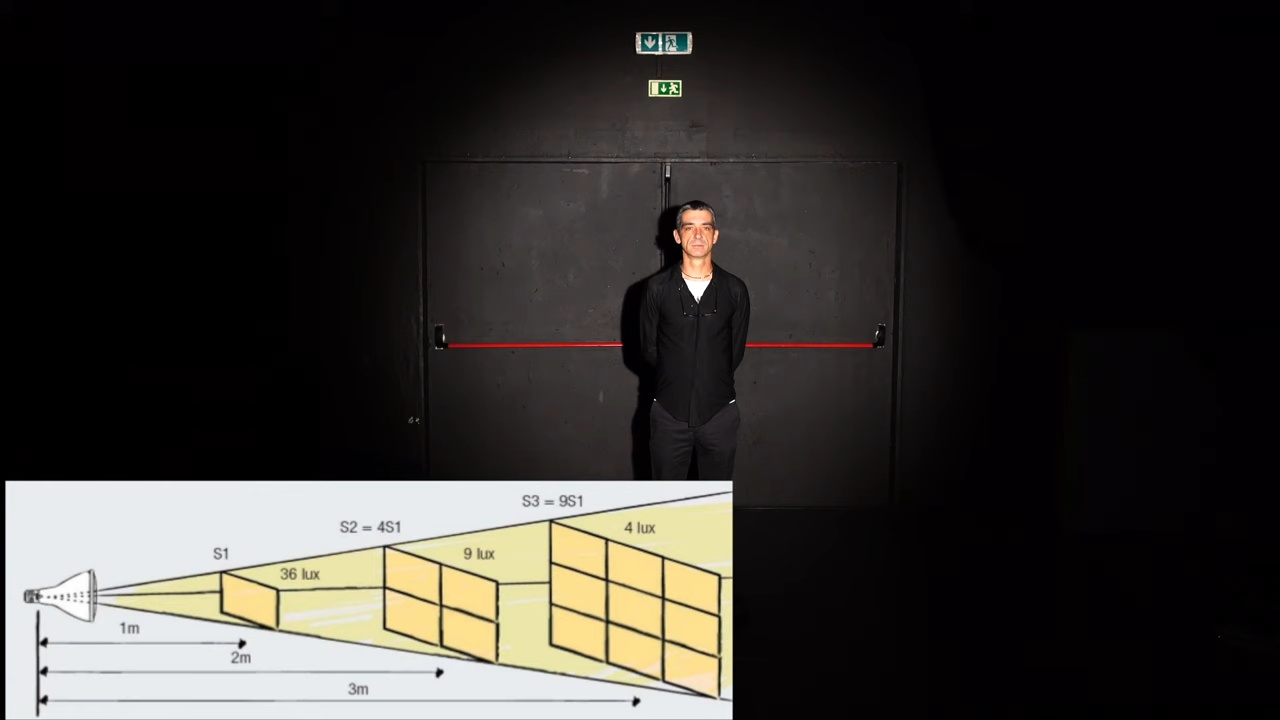 S3 = 9S1
S2 = 4S1
4 lux
S1
9 lux
36 lux
1m
2m
3m